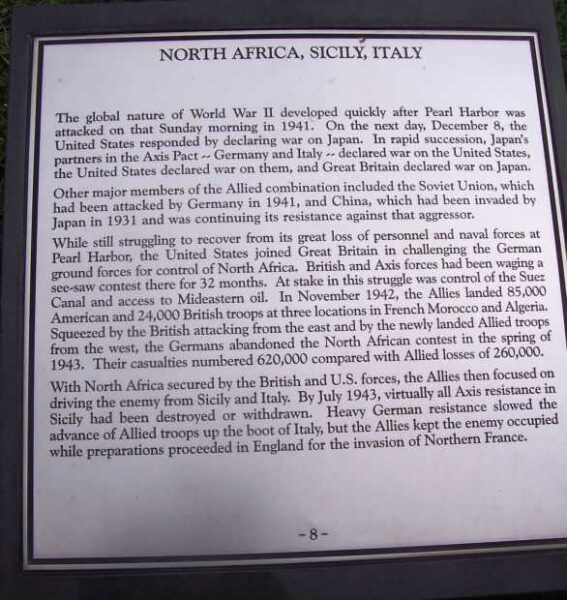 NORTH AFRICA, SICILY, ITALY
The global nature of World War II developed quickly after Pearl Harbor was
attacked on that Sunday morning in 1941. On the next day, December 8, the
United States responded by declaring war on Japan. In rapid succession, Japan's
partners in the Axis Pact -- Germany and Italy -- declared war on the United States,
the United States declared war on them, and Great Britain declared war on Japan.
Other major members of the Allied combination included the Soviet Union, which
had been attacked by Germany in 1941, and China, which had been invaded by
Japan in 1931 and was continuing its resistance against that aggressor.
While still struggling to recover from its great loss of personnel and naval forces at
Pearl Harbor, the United States joined Great Britain in challenging the German
ground forces for control of North Africa. British and Axis forces had been waging a
see-saw contest there for 32 months. At stake in this struggle was control of the Suez
Canal and access to Mideastern oil. In November 1942, the Allies landed 85,000
American and 24,000 British troops at three locations in French Morocco and Algeria.
Squeezed by the British attacking from the east and by the newly landed Allied troops
from the west, the Germans abandoned the North African contest in the spring of
1943. Their casualties numbered 620,000 compared with Allied losses of 260,000.
With North Africa secured by the British and U.S. forces, the Allies then focused on
driving the enemy from Sicily and Italy. By July 1943, virtually all Axis resistance in
Sicily had been destroyed or withdrawn. Heavy German resistance slowed the
advance of Allied troops up the boot of Italy, but the Allies kept the enemy occupied
while preparations proceeded in England for the invasion of Northern France.
- 8 -